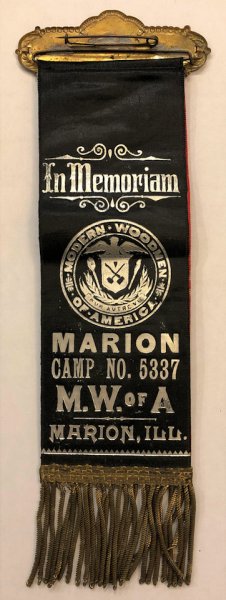 In Memoriam
MODERN WOODMEN
OF AMERICA
MARION
CAMP NO. 5337
M.W. OF A
MARION, ILL.